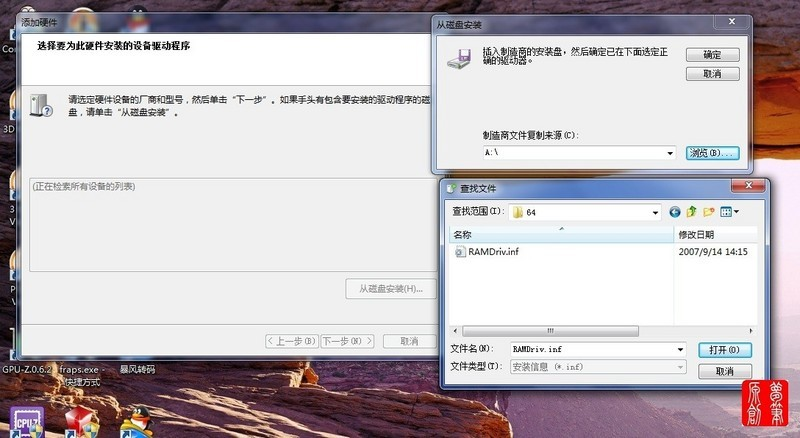 添加硬件
选择要为此硬件安装的设备驱动程序
请选定硬件设备的厂商和型号，然后单击“下一步”。如果手头有包含要安装的驱动程序的磁
盘，请单击“从磁盘安装”。
(正在检索所有设备的列表)
从磁盘安装(H)...
< 上一步(B)
下一步(N) >
取消
从磁盘安装
插入制造商的安装盘，然后确定已在下面选定正
确的驱动器。
确定
取消
制造商文件复制来源(C):
A:\
浏览(B)...
查找文件
查找范围(I):
64
名称
修改日期
RAMDriv.inf
2007/9/14 14:15
文件名(N):
RAMDriv.inf
打开(O)
文件类型(T):
安装信息 (*.inf)
取消
GPU-Z.0.6.2
fraps.exe -
快捷方式
暴风转码
3D
CPU-Z
原创